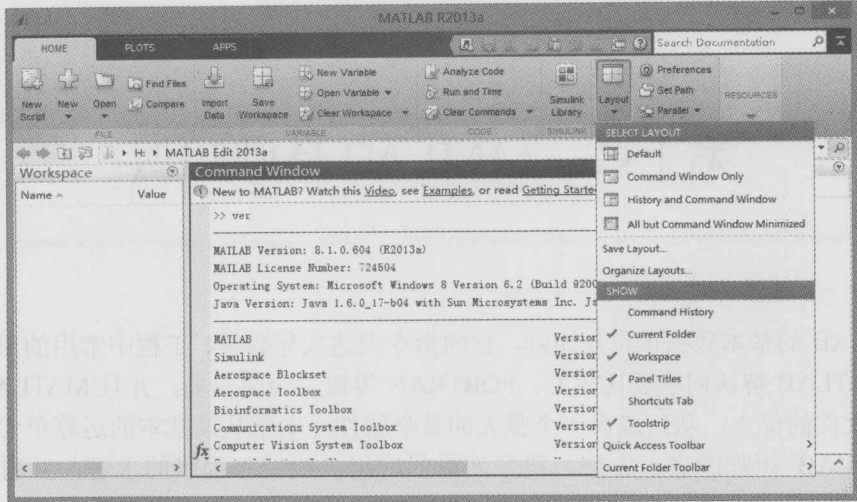 MATLAB R2013a
HOME PLOTS APPS
Search Documentation
New Script
New
Open
Find Files
Compare
Import Data
Save Workspace
New Variable
Open Variable
Clear Workspace
Analyze Code
Run and Time
Clear Commands
Simulink Library
Layout
Preferences
Set Path
Parallel
RESOURCES
FILE VARIABLE CODE SIMULINK
H: ▸ MATLAB Edit 2013a
Workspace
Name Value
Command Window
New to MATLAB? Watch this Video, see Examples, or read Getting Starte
>> ver
MATLAB Version: 8.1.0.604 (R2013a)
MATLAB License Number: 724504
Operating System: Microsoft Windows 8 Version 6.2 (Build 9200
Java Version: Java 1.6.0_17-b04 with Sun Microsystems Inc. Ja
MATLAB Version
Simulink Version
Aerospace Blockset Version
Aerospace Toolbox Version
Bioinformatics Toolbox Version
Communications System Toolbox Version
Computer Vision System Toolbox Version
fx
SELECT LAYOUT
Default
Command Window Only
History and Command Window
All but Command Window Minimized
Save Layout...
Organize Layouts...
SHOW
Command History
✓ Current Folder
✓ Workspace
✓ Panel Titles
Shortcuts Tab
✓ Toolstrip
Quick Access Toolbar
Current Folder Toolbar